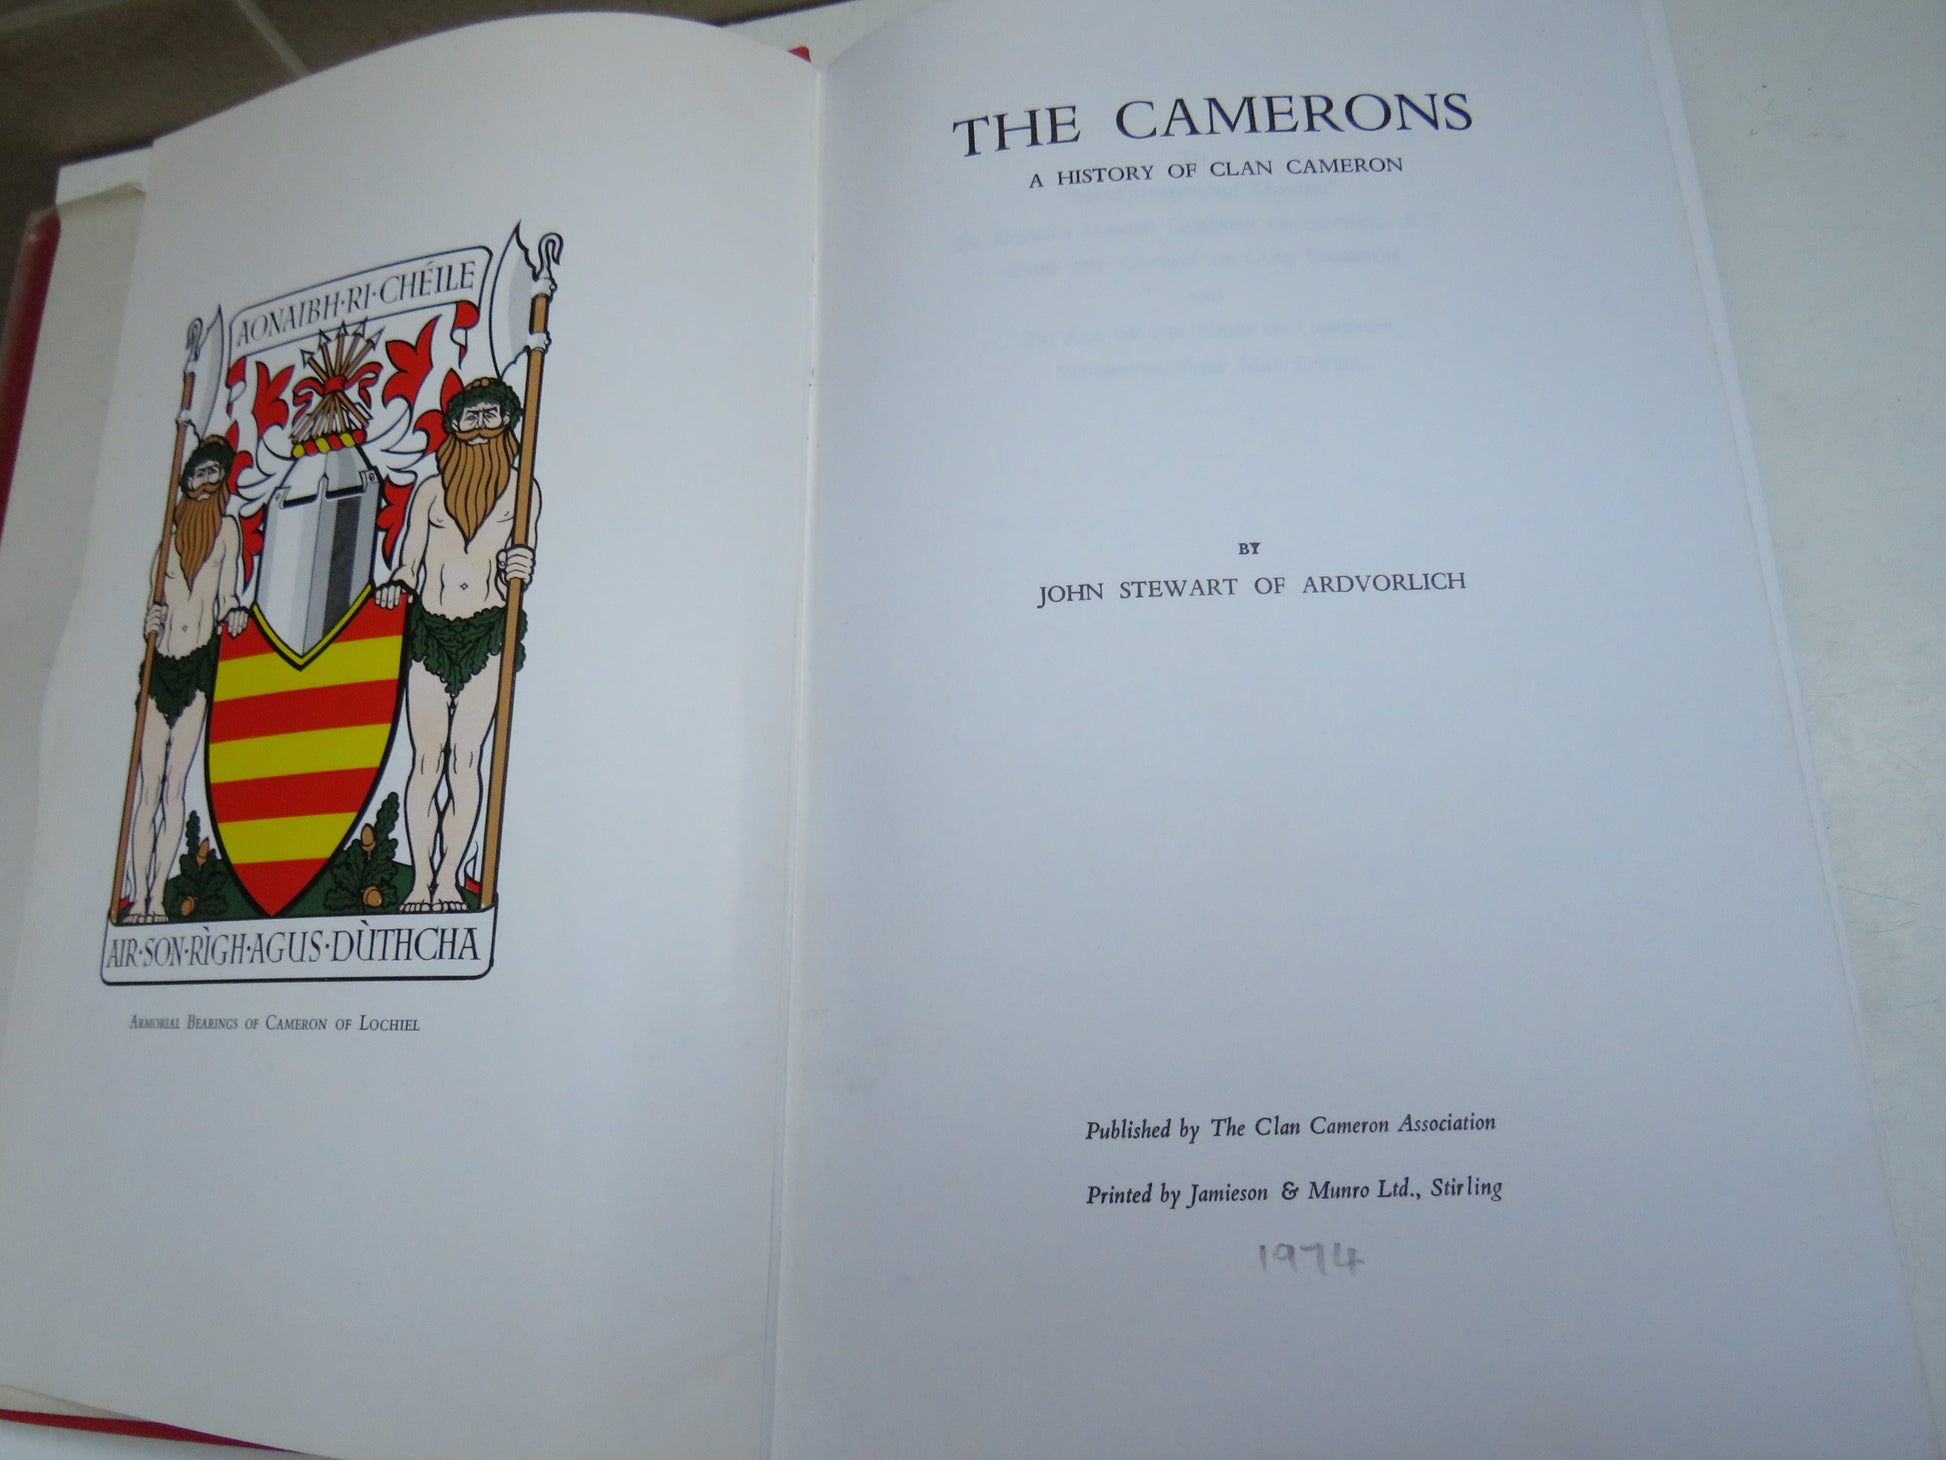 AONAIBH·RI·CHÉILE
AIR·SON·RÌGH·AGUS·DÙTHCHA
ARMORIAL BEARINGS OF CAMERON OF LOCHIEL
THE CAMERONS
A HISTORY OF CLAN CAMERON
BY
JOHN STEWART OF ARDVORLICH
Published by The Clan Cameron Association
Printed by Jamieson & Munro Ltd., Stirling
1974